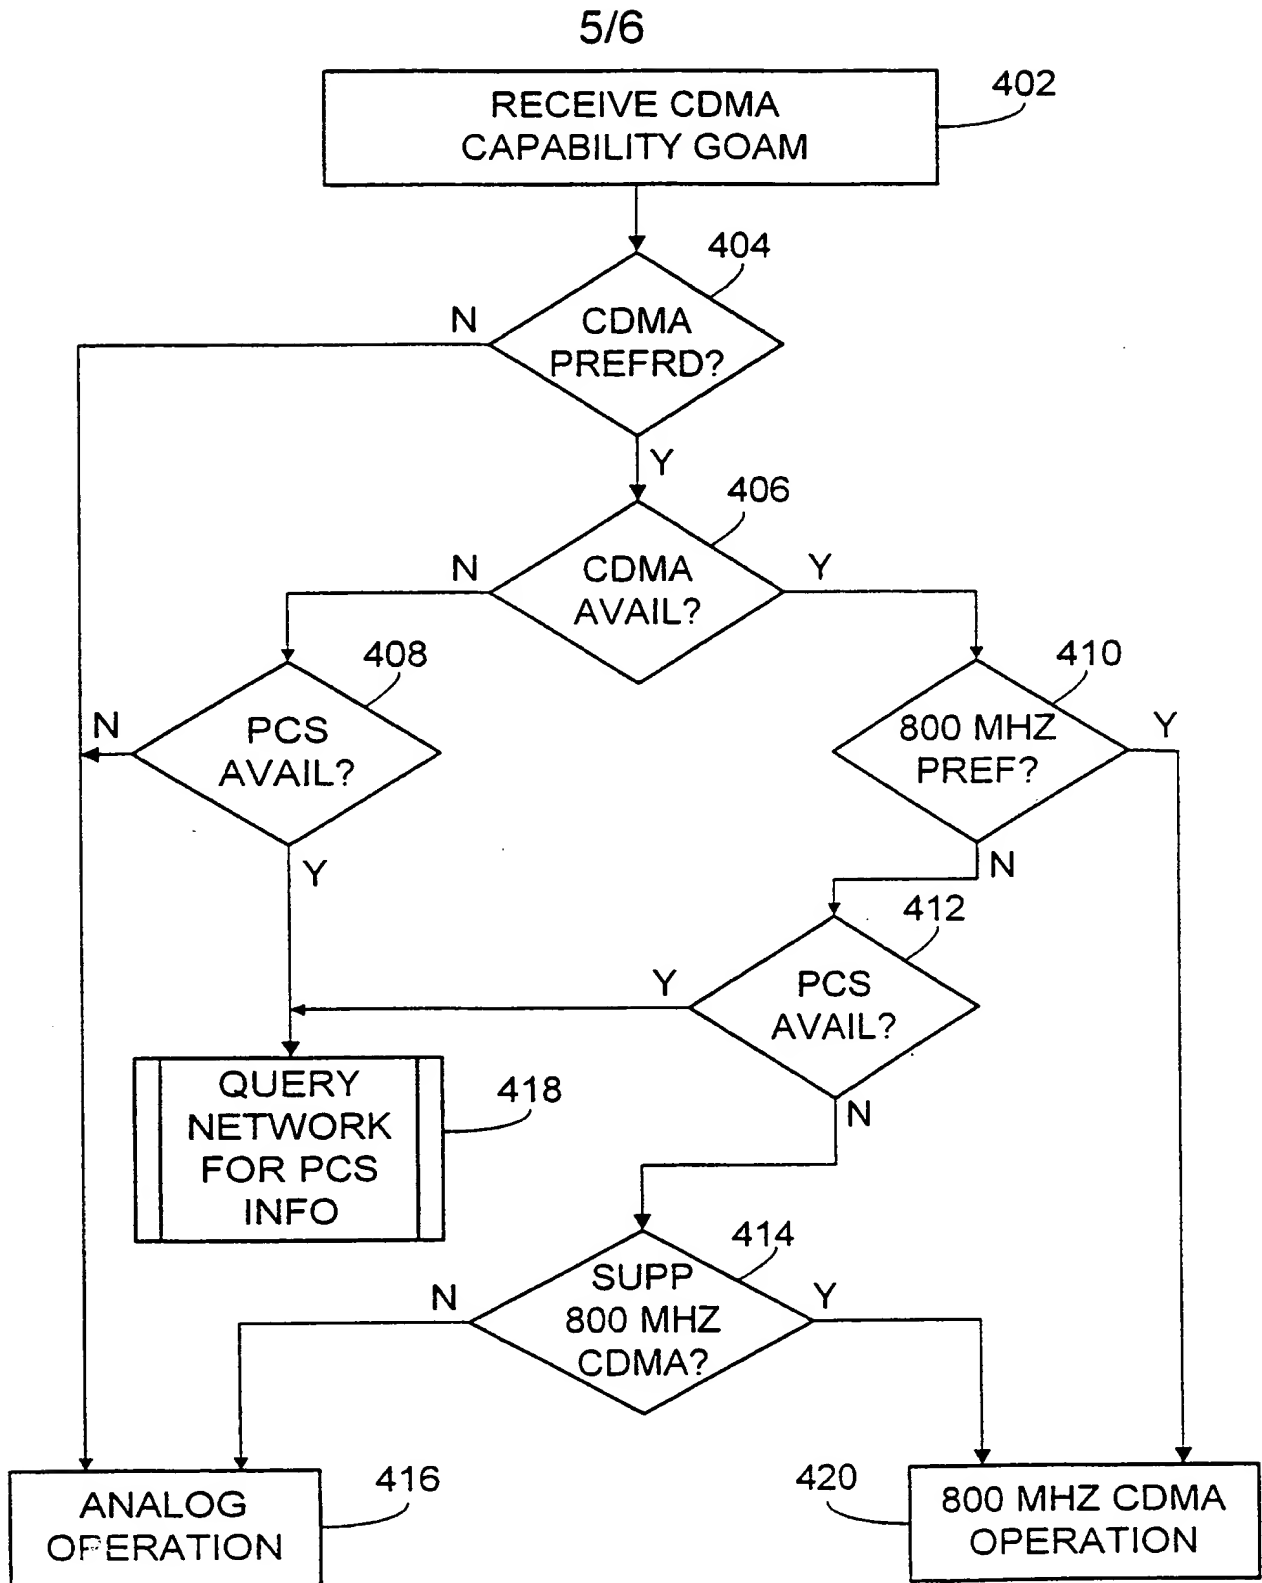 5/6
RECEIVE CDMA
CAPABILITY GOAM
402
404
N
CDMA
PREFRD?
Y
406
N
CDMA
AVAIL?
Y
408
410
N
PCS
AVAIL?
800 MHZ
PREF?
Y
Y
N
412
Y
PCS
AVAIL?
QUERY
NETWORK
FOR PCS
INFO
418
N
414
N
SUPP
800 MHZ
CDMA?
Y
ANALOG
OPERATION
416
420
800 MHZ CDMA
OPERATION